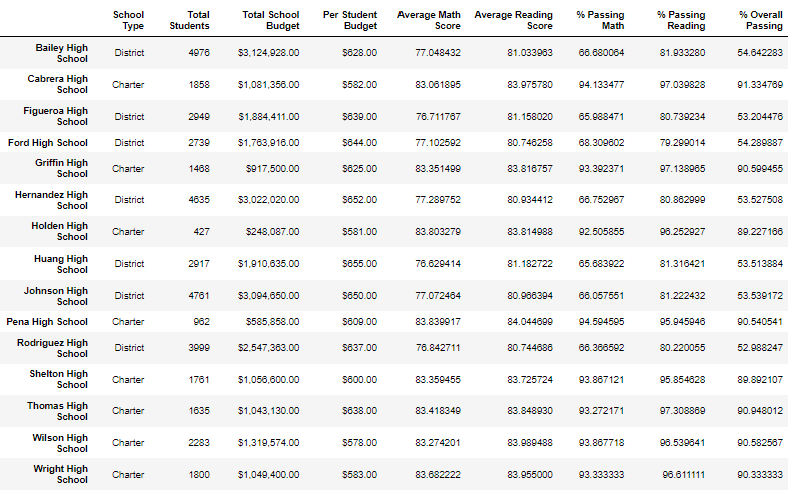 School Type Total Students Total School Budget Per Student Budget Average Math Score Average Reading Score % Passing Math % Passing Reading % Overall Passing
Bailey High School District 4976 $3,124,928.00 $628.00 77.048432 81.033963 66.680064 81.933280 54.642283
Cabrera High School Charter 1858 $1,081,356.00 $582.00 83.061895 83.975780 94.133477 97.039828 91.334769
Figueroa High School District 2949 $1,884,411.00 $639.00 76.711767 81.158020 65.988471 80.739234 53.204476
Ford High School District 2739 $1,763,916.00 $644.00 77.102592 80.746258 68.309602 79.299014 54.289887
Griffin High School Charter 1468 $917,500.00 $625.00 83.351499 83.816757 93.392371 97.138965 90.599455
Hernandez High School District 4635 $3,022,020.00 $652.00 77.289752 80.934412 66.752967 80.862999 53.527508
Holden High School Charter 427 $248,087.00 $581.00 83.803279 83.814988 92.505855 96.252927 89.227166
Huang High School District 2917 $1,910,635.00 $655.00 76.629414 81.182722 65.683922 81.316421 53.513884
Johnson High School District 4761 $3,094,650.00 $650.00 77.072464 80.966394 66.057551 81.222432 53.539172
Pena High School Charter 962 $585,858.00 $609.00 83.839917 84.044699 94.594595 95.945946 90.540541
Rodriguez High School District 3999 $2,547,363.00 $637.00 76.842711 80.744686 66.366592 80.220055 52.988247
Shelton High School Charter 1761 $1,056,600.00 $600.00 83.359455 83.725724 93.867121 95.854628 89.892107
Thomas High School Charter 1635 $1,043,130.00 $638.00 83.418349 83.848930 93.272171 97.308869 90.948012
Wilson High School Charter 2283 $1,319,574.00 $578.00 83.274201 83.989488 93.867718 96.539641 90.582567
Wright High School Charter 1800 $1,049,400.00 $583.00 83.682222 83.955000 93.333333 96.611111 90.333333